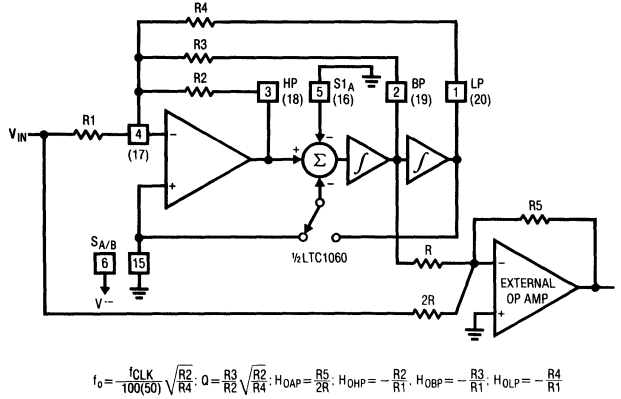 R4
R3
R2
HP
S1A
BP
LP
3
5
2
1
(18)
(16)
(19)
(20)
VIN
R1
4
(17)
−
+
+
−
Σ
−
∫
∫
SA/B
6
15
V−
½LTC1060
R5
R
2R
−
EXTERNAL
OP AMP
+
fo = fCLK/100(50) √R2/R4; Q = R3/R2 √R2/R4; HOAP = R5/2R; HOHP = −R2/R1, HOBP = −R3/R1; HOLP = −R4/R1